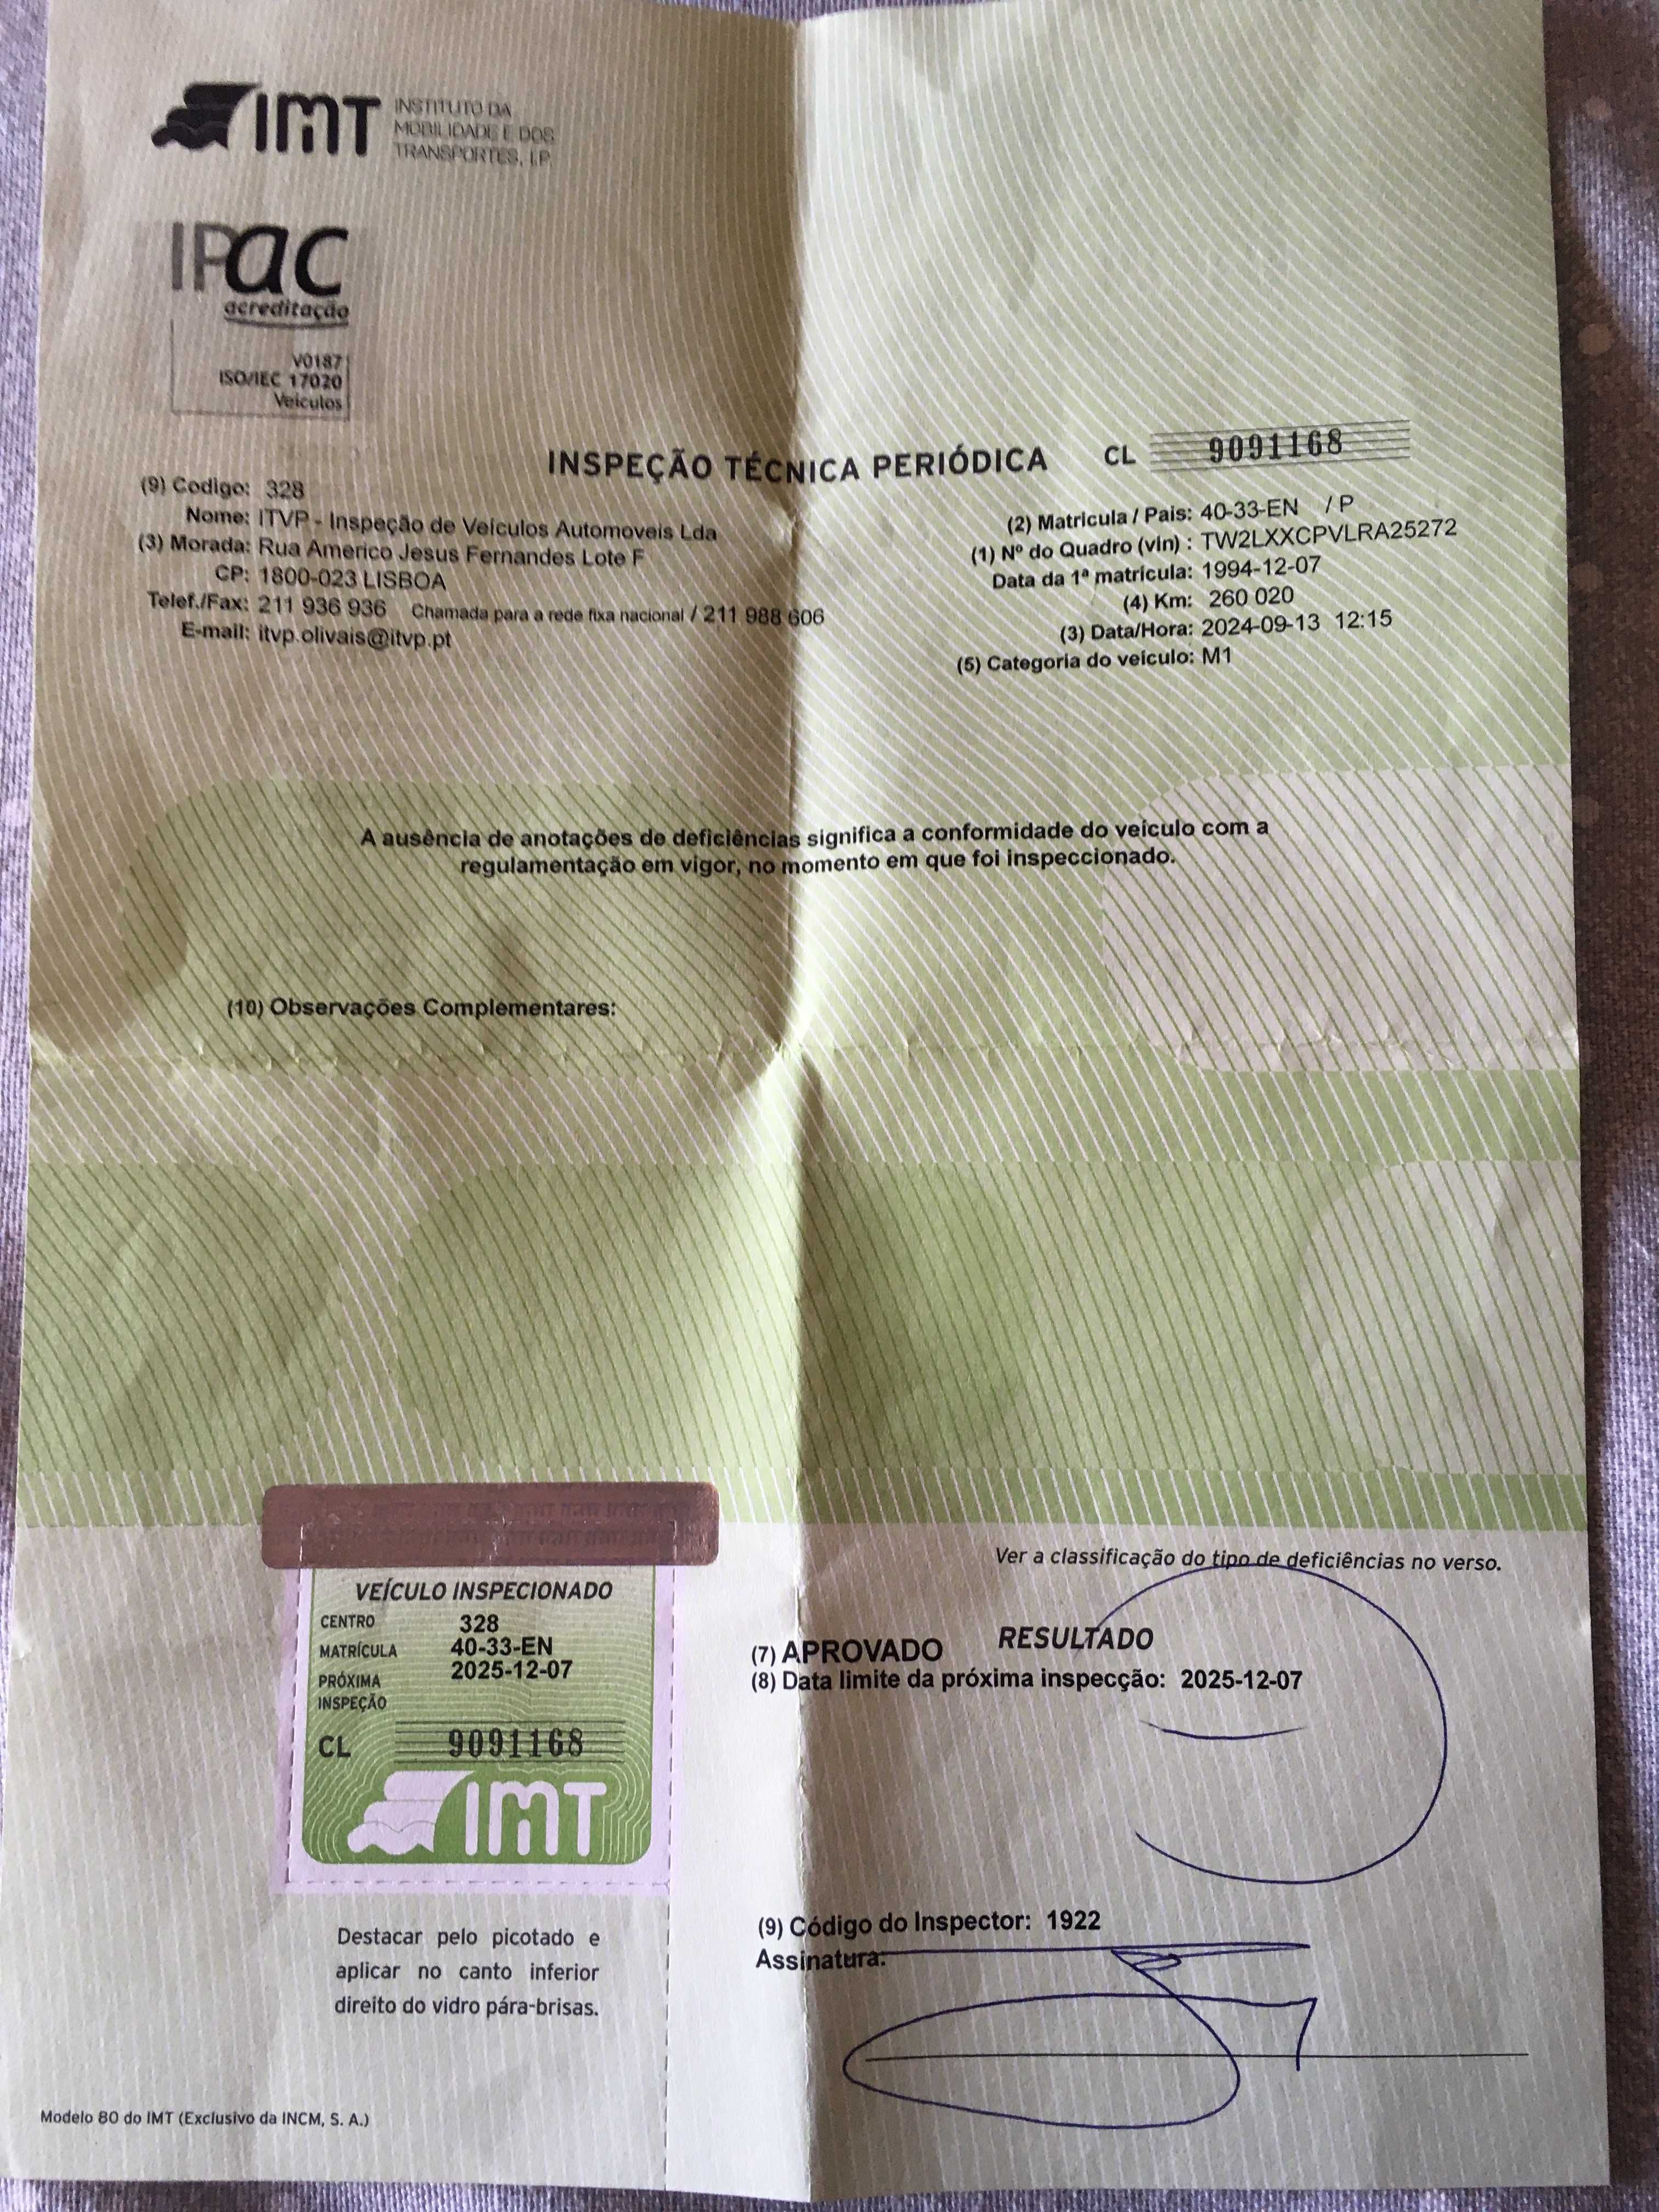 IMT INSTITUTO DA
MOBILIDADE E DOS
TRANSPORTES, I.P.
IPac
acreditação
V0187
ISO/IEC 17020
Veículos
INSPEÇÃO TÉCNICA PERIÓDICA CL 9091168
(9) Codigo: 328
Nome: ITVP - Inspeção de Veículos Automoveis Lda
(3) Morada: Rua Americo Jesus Fernandes Lote F
CP: 1800-023 LISBOA
Telef./Fax: 211 936 936 Chamada para a rede fixa nacional / 211 988 606
E-mail: itvp.olivais@itvp.pt
(2) Matricula / Pais: 40-33-EN / P
(1) Nº do Quadro (vin) : TW2LXXCPVLRA25272
Data da 1ª matrícula: 1994-12-07
(4) Km: 260 020
(3) Data/Hora: 2024-09-13 12:15
(5) Categoria do veículo: M1
A ausência de anotações de deficiências significa a conformidade do veículo com a
regulamentação em vigor, no momento em que foi inspeccionado.
(10) Observações Complementares:
VEÍCULO INSPECIONADO
CENTRO 328
MATRÍCULA 40-33-EN
PRÓXIMA 2025-12-07
INSPEÇÃO
CL 9091168
IMT
Destacar pelo picotado e
aplicar no canto inferior
direito do vidro pára-brisas.
Modelo 80 do IMT (Exclusivo da INCM, S. A.)
Ver a classificação do tipo de deficiências no verso.
RESULTADO
(7) APROVADO
(8) Data limite da próxima inspecção: 2025-12-07
(9) Código do Inspector: 1922
Assinatura: